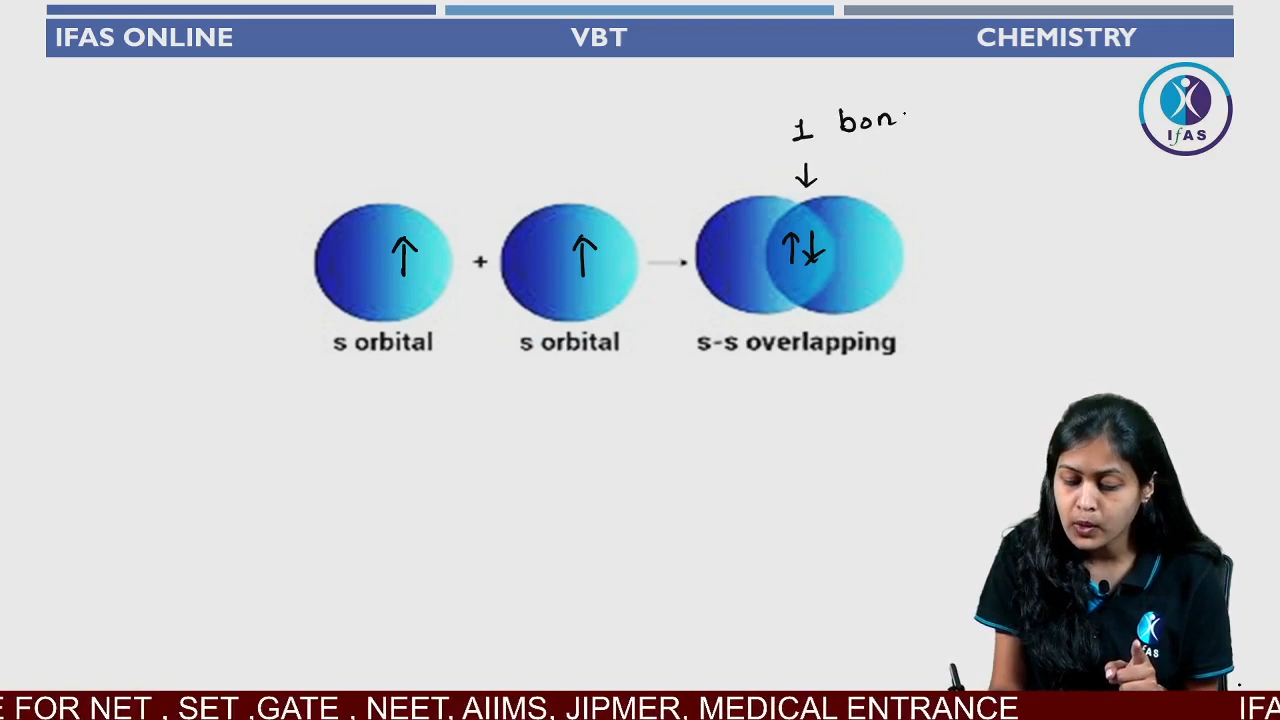 IFAS ONLINE VBT CHEMISTRY
IfAS
1 bon
+
s orbital s orbital s-s overlapping
fAS
E FOR NET , SET ,GATE , NEET, AIIMS, JIPMER, MEDICAL ENTRANCE IFA